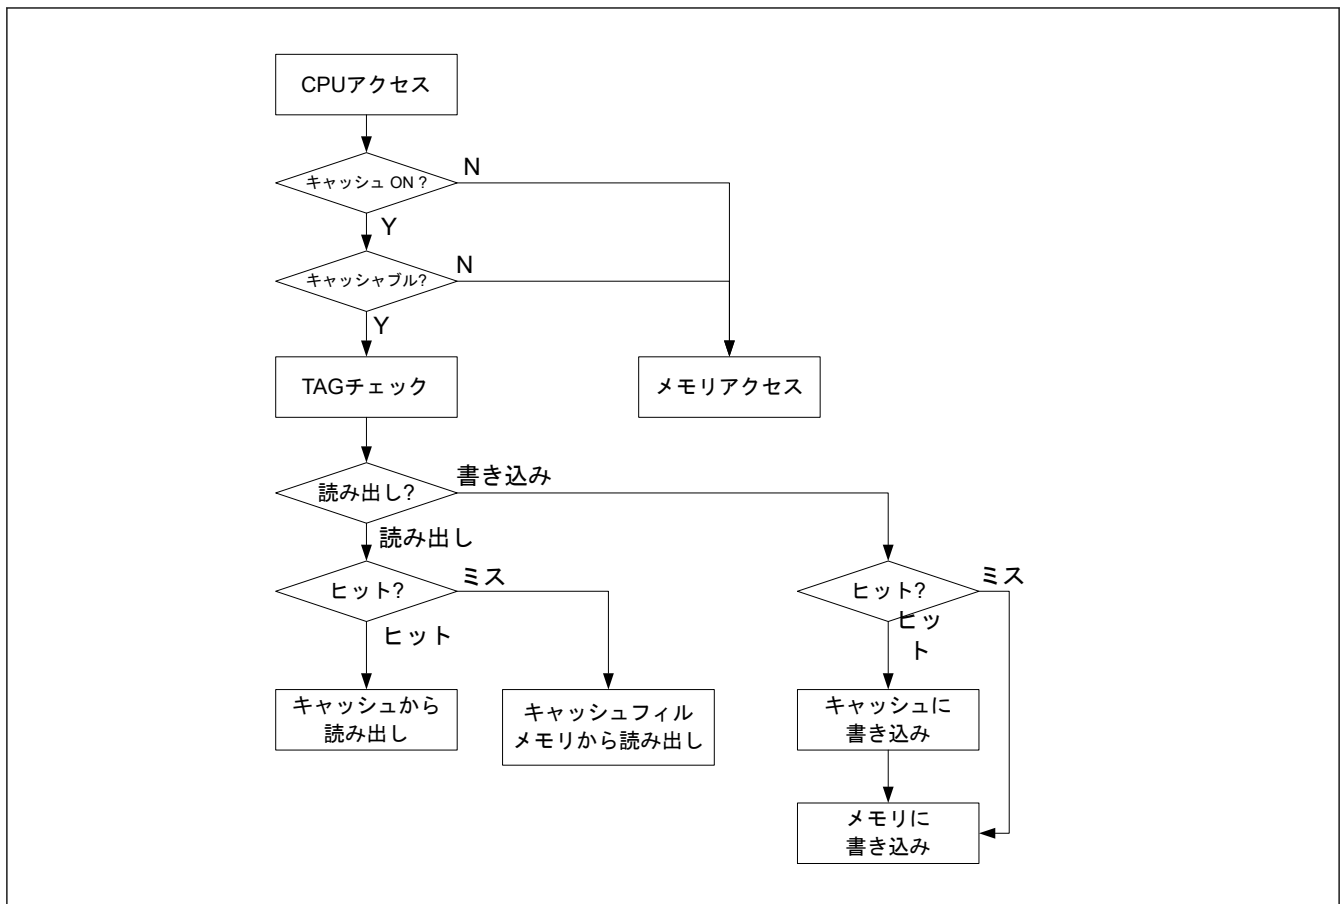 CPUアクセス
キャッシュ ON ?
N
Y
キャッシャブル?
N
Y
TAGチェック
メモリアクセス
読み出し?
書き込み
読み出し
ヒット?
ミス
ヒット
ヒット?
ミス
ヒッ
ト
キャッシュから
読み出し
キャッシュフィル
メモリから読み出し
キャッシュに
書き込み
メモリに
書き込み